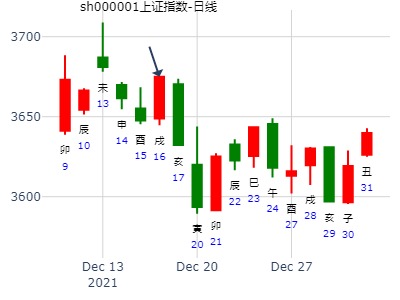 sh000001上证指数-日线
3700
3650
3600
卯
9
辰
10
未
13
申
14
酉
15
戌
16
亥
17
寅
20
卯
21
辰
22
巳
23
午
24
酉
27
戌
28
亥
29
子
30
丑
31
Dec 13
2021
Dec 20
Dec 27